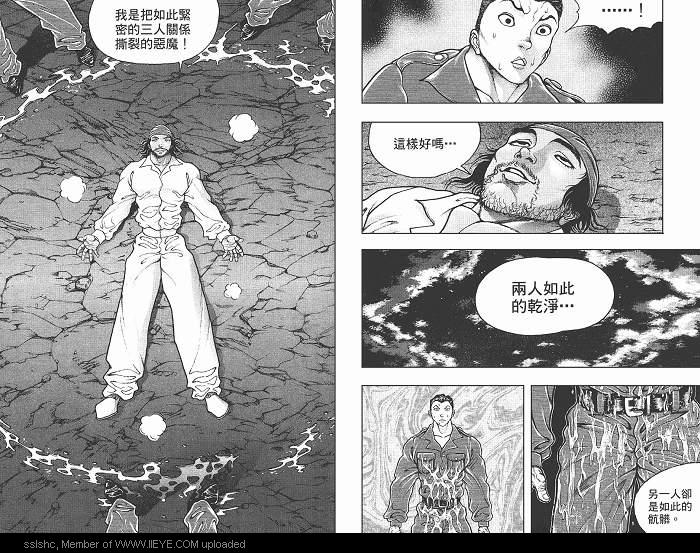 ……！
這樣好嗎…
兩人如此
的乾淨…
另一人卻
是如此的
骯髒。
我是把如此緊
密的三人關係
撕裂的惡魔！
sslshc, Member of WWW.IIEYE.COM uploaded